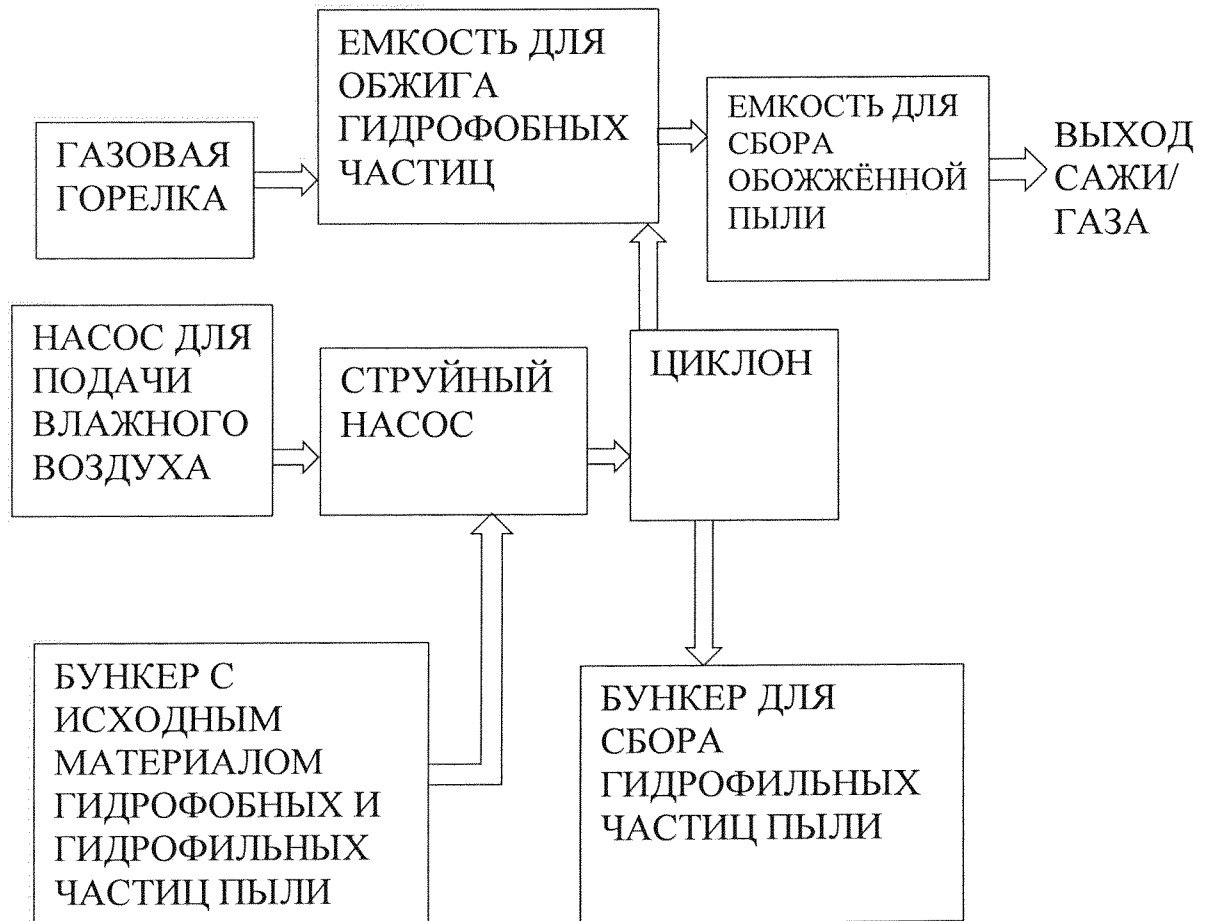 ЕМКОСТЬ ДЛЯ
ОБЖИГА
ГИДРОФОБНЫХ
ЧАСТИЦ
ГАЗОВАЯ
ГОРЕЛКА
ЕМКОСТЬ ДЛЯ
СБОРА
ОБОЖЖЁННОЙ
ПЫЛИ
ВЫХОД
САЖИ/
ГАЗА
НАСОС ДЛЯ
ПОДАЧИ
ВЛАЖНОГО
ВОЗДУХА
СТРУЙНЫЙ
НАСОС
ЦИКЛОН
БУНКЕР С
ИСХОДНЫМ
МАТЕРИАЛОМ
ГИДРОФОБНЫХ И
ГИДРОФИЛЬНЫХ
ЧАСТИЦ ПЫЛИ
БУНКЕР ДЛЯ
СБОРА
ГИДРОФИЛЬНЫХ
ЧАСТИЦ ПЫЛИ